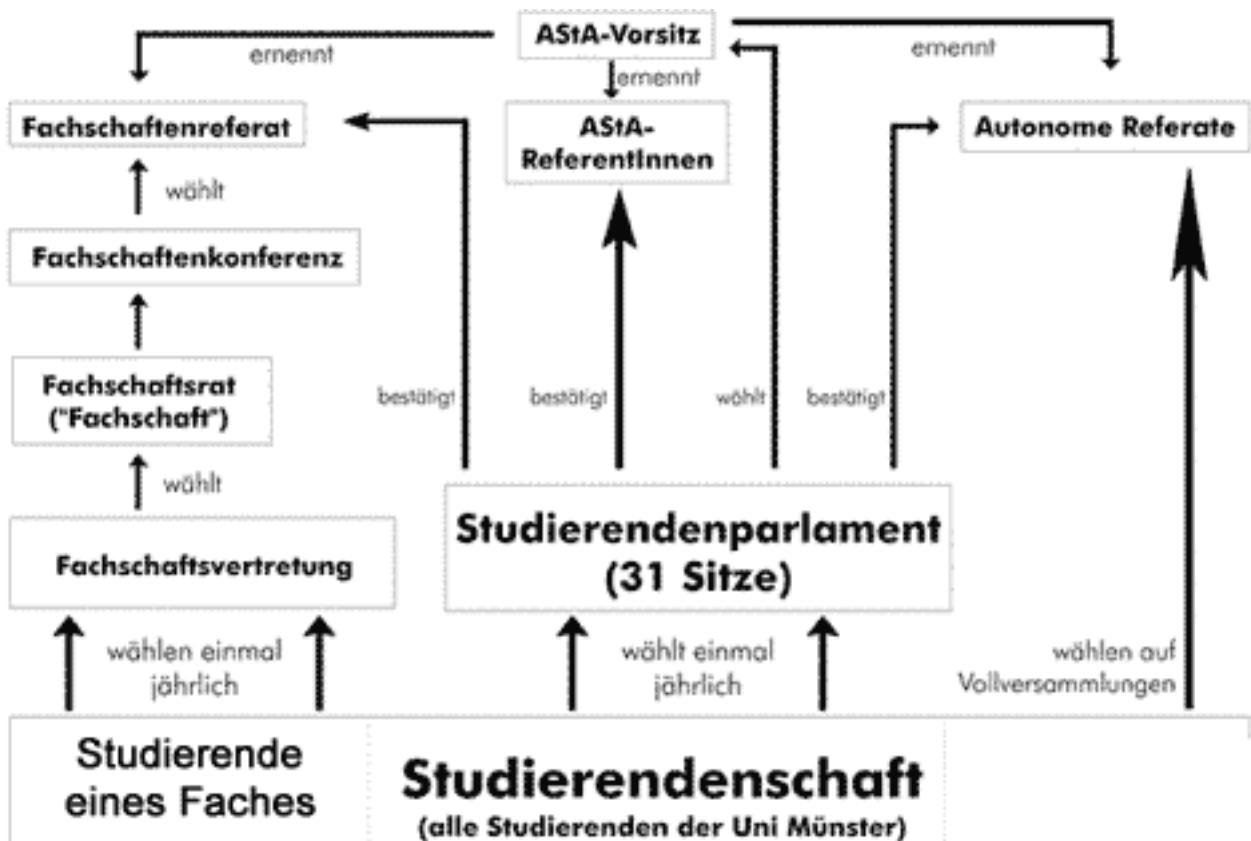 AStA-Vorsitz
ernennt
ernennt
ernennt
Fachschaftenreferat
AStA-
ReferentInnen
Autonome Referate
wählt
Fachschaftenkonferenz
Fachschaftsrat
("Fachschaft")
bestätigt
bestätigt
wählt
bestätigt
wählt
Studierendenparlament
(31 Sitze)
Fachschaftsvertretung
wählen einmal
jährlich
wählt einmal
jährlich
wählen auf
Vollversammlungen
Studierende
eines Faches
Studierendenschaft
(alle Studierenden der Uni Münster)